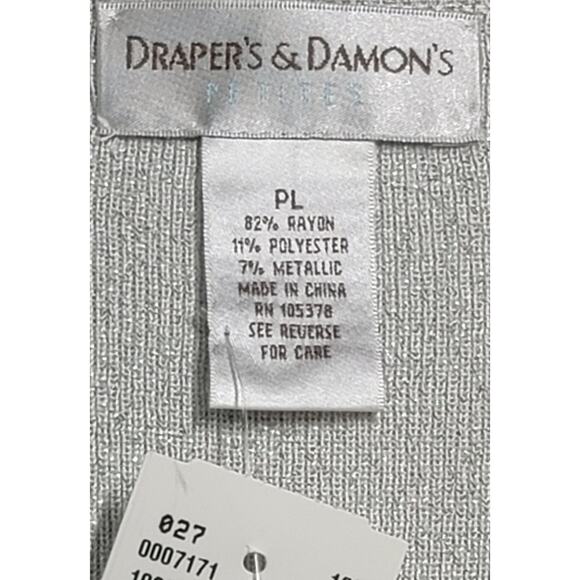 DRAPER'S & DAMON'S
PETITES
PL
82% RAYON
11% POLYESTER
7% METALLIC
MADE IN CHINA
RN 105378
SEE REVERSE
FOR CARE
027
0007171